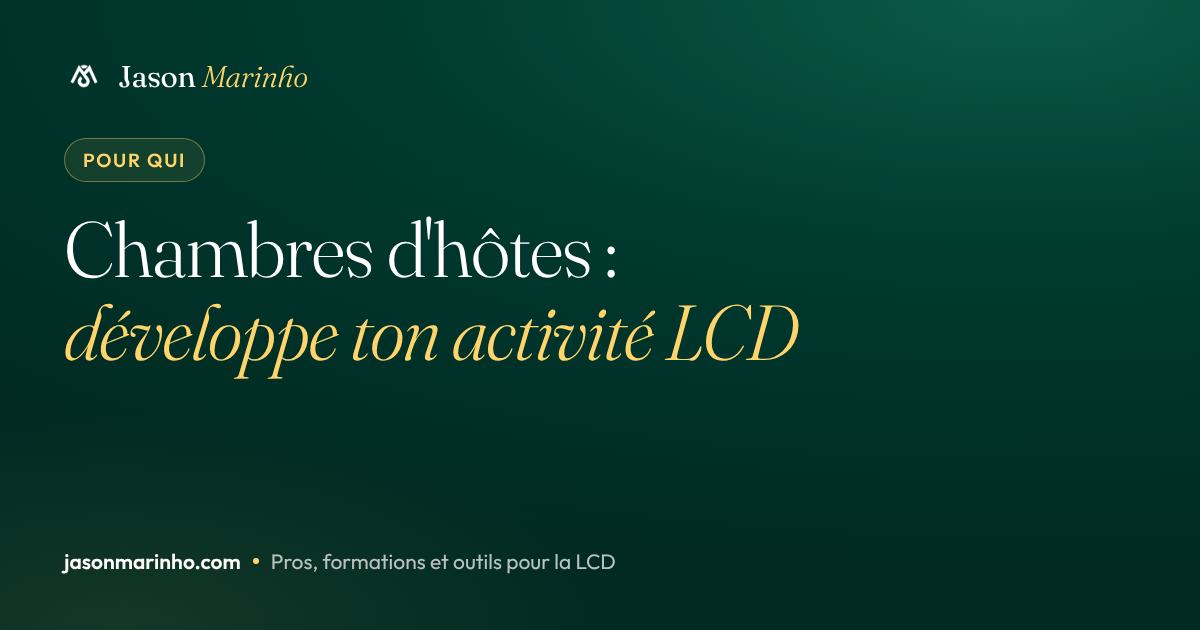 Jason Marinho
POUR QUI
Chambres d'hôtes :
développe ton activité LCD
jasonmarinho.com • Pros, formations et outils pour la LCD